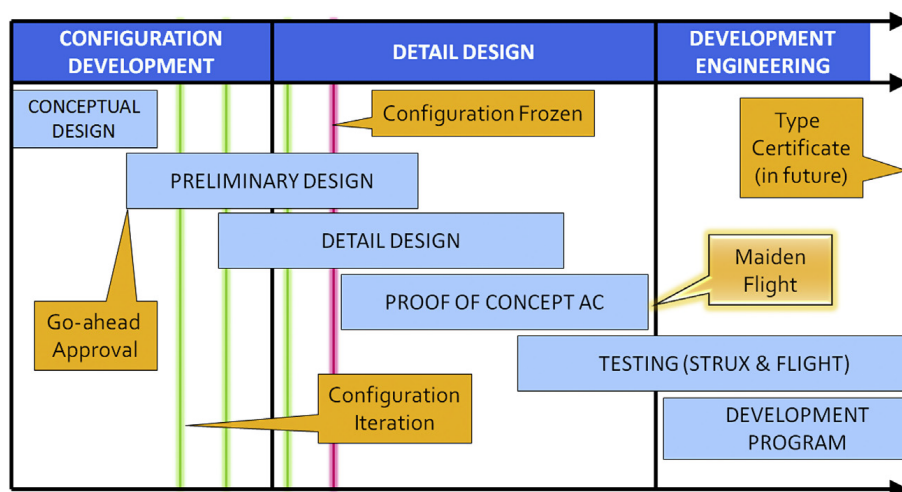 CONFIGURATION
DEVELOPMENT
DETAIL DESIGN
DEVELOPMENT
ENGINEERING
CONCEPTUAL
DESIGN
Configuration Frozen
Type
Certificate
(in future)
PRELIMINARY DESIGN
DETAIL DESIGN
Maiden
Flight
PROOF OF CONCEPT AC
Go-ahead
Approval
TESTING (STRUX & FLIGHT)
Configuration
Iteration
DEVELOPMENT
PROGRAM